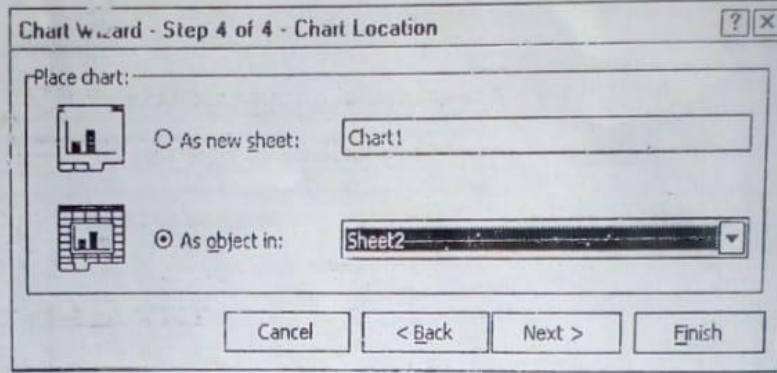 Chart Wizard - Step 4 of 4 - Chart Location
? X
Place chart:
As new sheet: Chart1
As object in: Sheet2
Cancel < Back Next > Finish